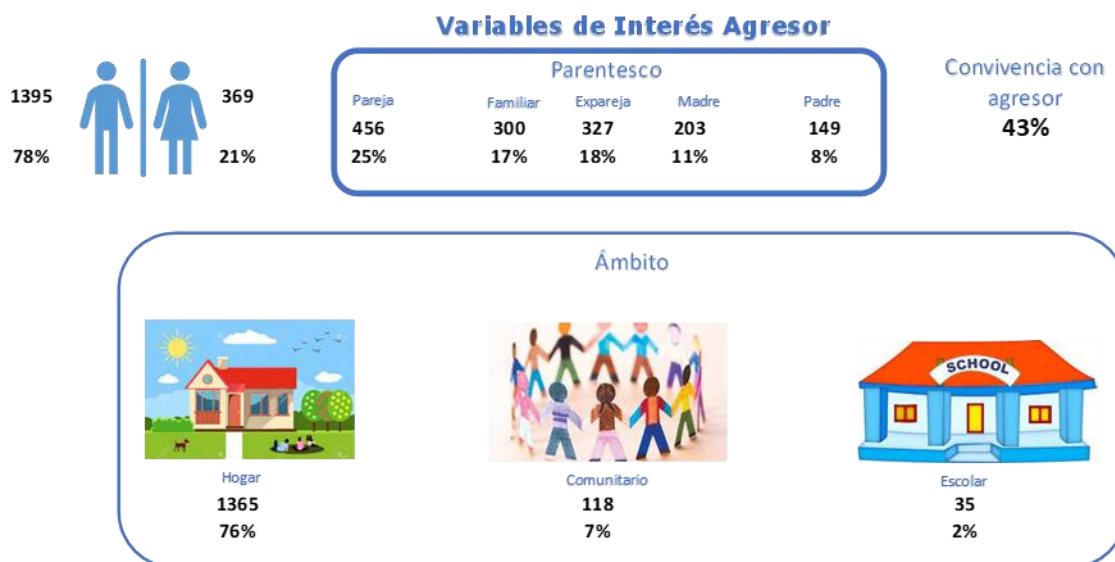 Variables de Interés Agresor
1395
78%
369
21%
Parentesco
Pareja Familiar Expareja Madre Padre
456 300 327 203 149
25% 17% 18% 11% 8%
Convivencia con
agresor
43%
Ámbito
SCHOOL
Hogar Comunitario Escolar
1365 118 35
76% 7% 2%